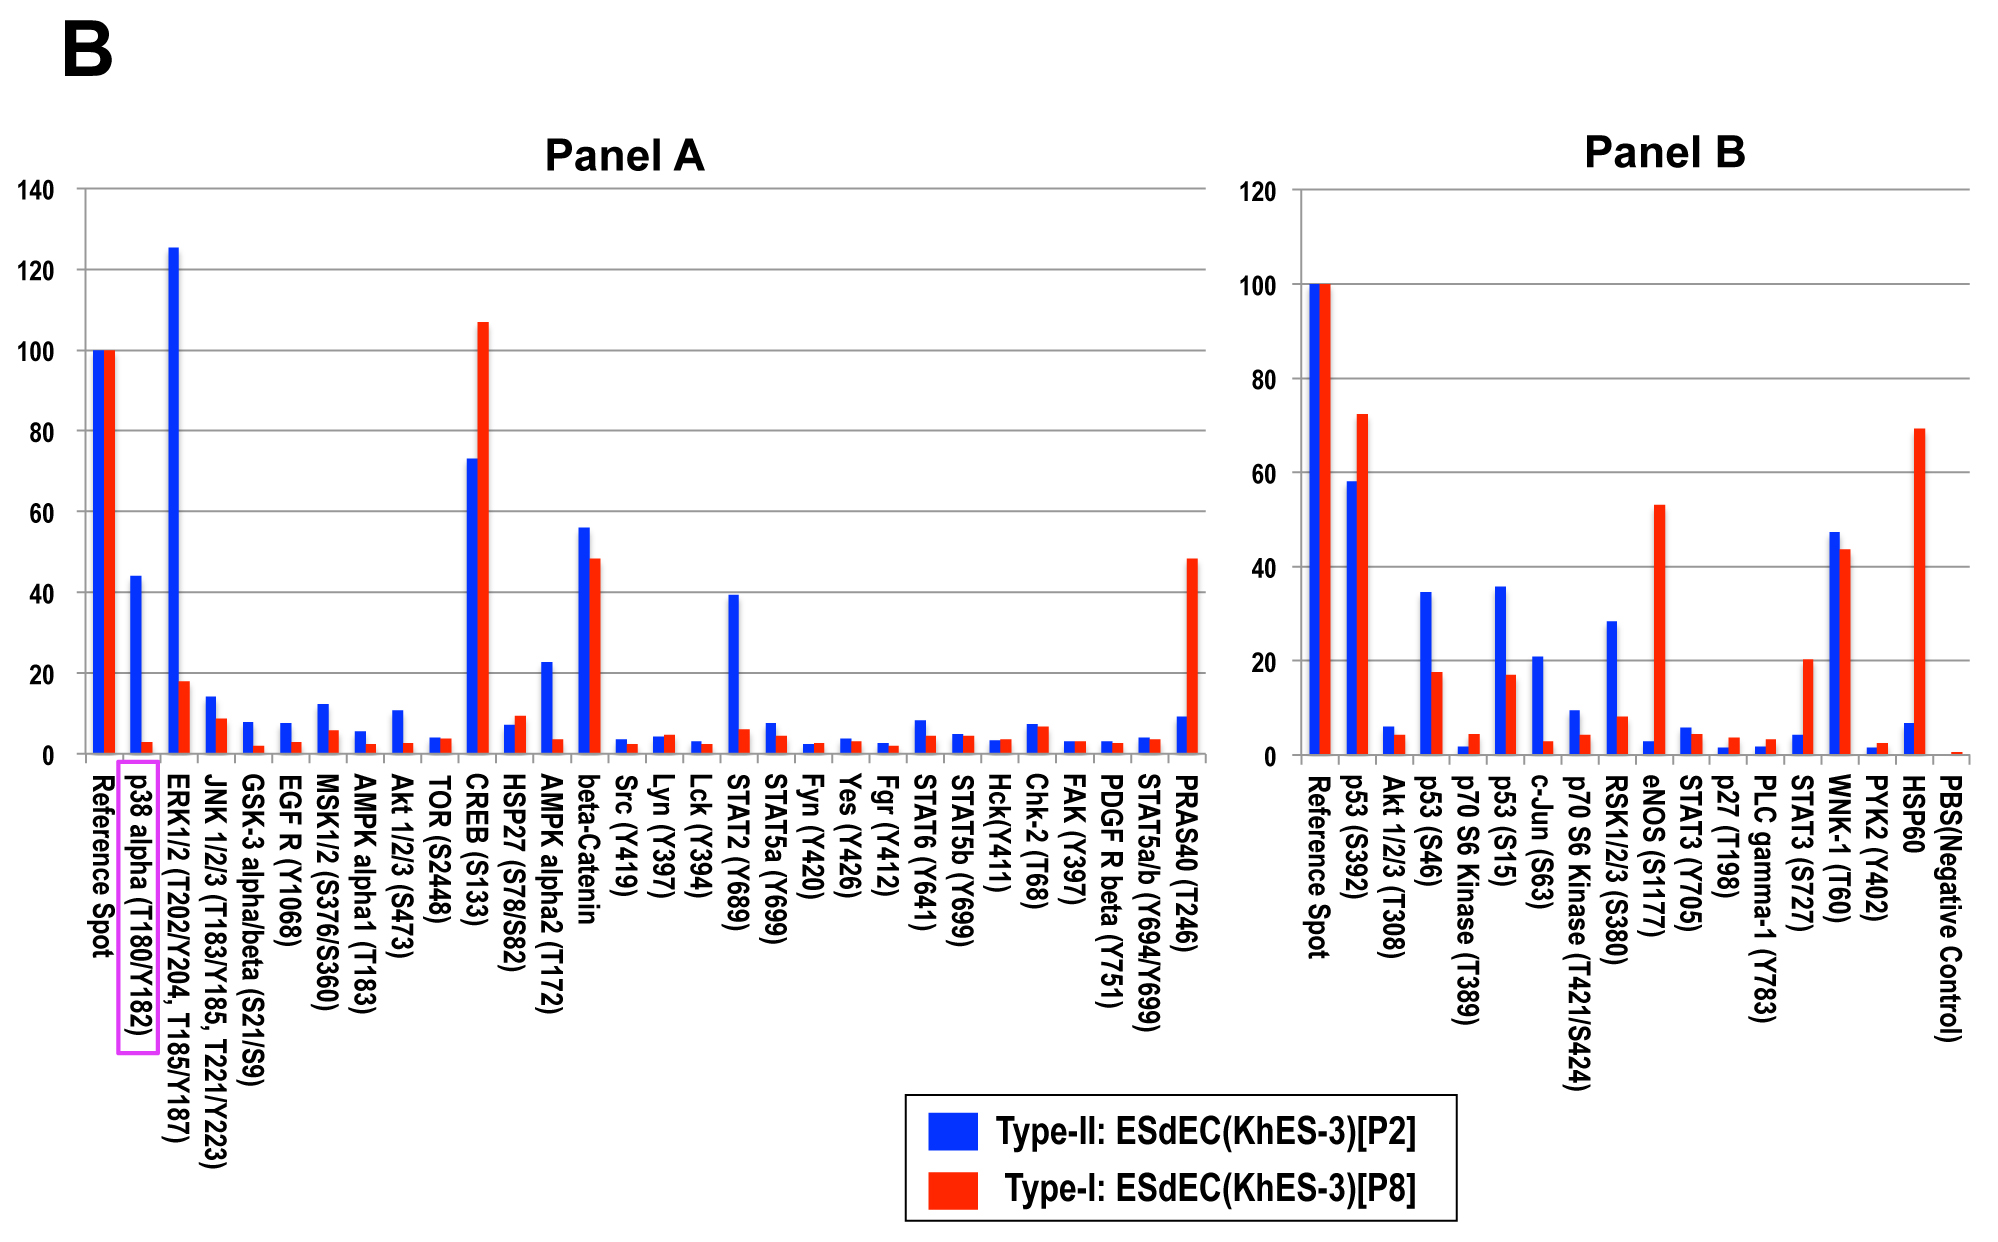 B
Panel A
140
120
100
80
60
40
20
0
Reference Spot
p38 alpha (T180/Y182)
ERK1/2 (T202/Y204, T185/Y187)
JNK 1/2/3 (T183/Y185, T221/Y223)
GSK-3 alpha/beta (S21/S9)
EGF R (Y1068)
MSK1/2 (S376/S360)
AMPK alpha1 (T183)
Akt 1/2/3 (S473)
TOR (S2448)
CREB (S133)
HSP27 (S78/S82)
AMPK alpha2 (T172)
beta-Catenin
Src (Y419)
Lyn (Y397)
Lck (Y394)
STAT2 (Y689)
STAT5a (Y699)
Fyn (Y420)
Yes (Y426)
Fgr (Y412)
STAT6 (Y641)
STAT5b (Y699)
Hck(Y411)
Chk-2 (T68)
FAK (Y397)
PDGF R beta (Y751)
STAT5a/b (Y694/Y699)
PRAS40 (T246)
Panel B
120
100
80
60
40
20
0
Reference Spot
p53 (S392)
Akt 1/2/3 (T308)
p53 (S46)
p70 S6 Kinase (T389)
p53 (S15)
c-Jun (S63)
p70 S6 Kinase (T421/S424)
RSK1/2/3 (S380)
eNOS (S1177)
STAT3 (Y705)
p27 (T198)
PLC gamma-1 (Y783)
STAT3 (S727)
WNK-1 (T60)
PYK2 (Y402)
HSP60
PBS(Negative Control)
Type-II: ESdEC(KhES-3)[P2]
Type-I: ESdEC(KhES-3)[P8]